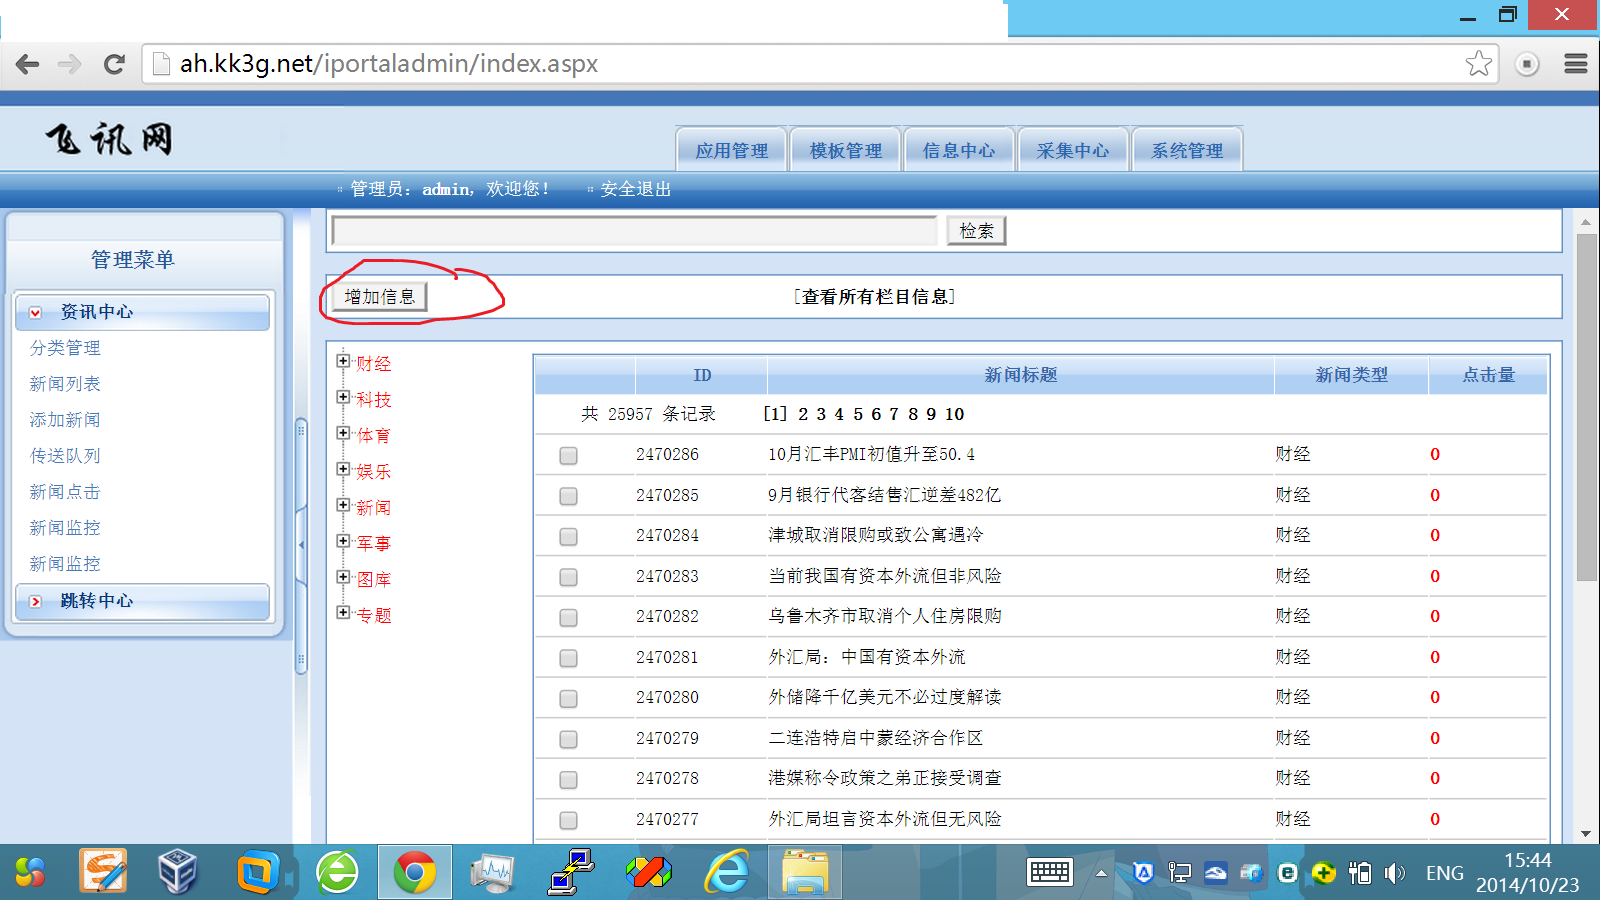 ah.kk3g.net/iportaladmin/index.aspx
飞讯网
应用管理 模板管理 信息中心 采集中心 系统管理
管理员：admin，欢迎您！ 安全退出
管理菜单
资讯中心
分类管理
新闻列表
添加新闻
传送队列
新闻点击
新闻监控
新闻监控
跳转中心
检索
增加信息 [查看所有栏目信息]
财经
科技
体育
娱乐
新闻
军事
图库
专题
ID 新闻标题 新闻类型 点击量
共 25957 条记录 [1] 2 3 4 5 6 7 8 9 10
2470286 10月汇丰PMI初值升至50.4 财经 0
2470285 9月银行代客结售汇逆差482亿 财经 0
2470284 津城取消限购或致公寓遇冷 财经 0
2470283 当前我国有资本外流但非风险 财经 0
2470282 乌鲁木齐市取消个人住房限购 财经 0
2470281 外汇局：中国有资本外流 财经 0
2470280 外储降千亿美元不必过度解读 财经 0
2470279 二连浩特启中蒙经济合作区 财经 0
2470278 港媒称令政策之弟正接受调查 财经 0
2470277 外汇局坦言资本外流但无风险 财经 0
ENG
15:44
2014/10/23